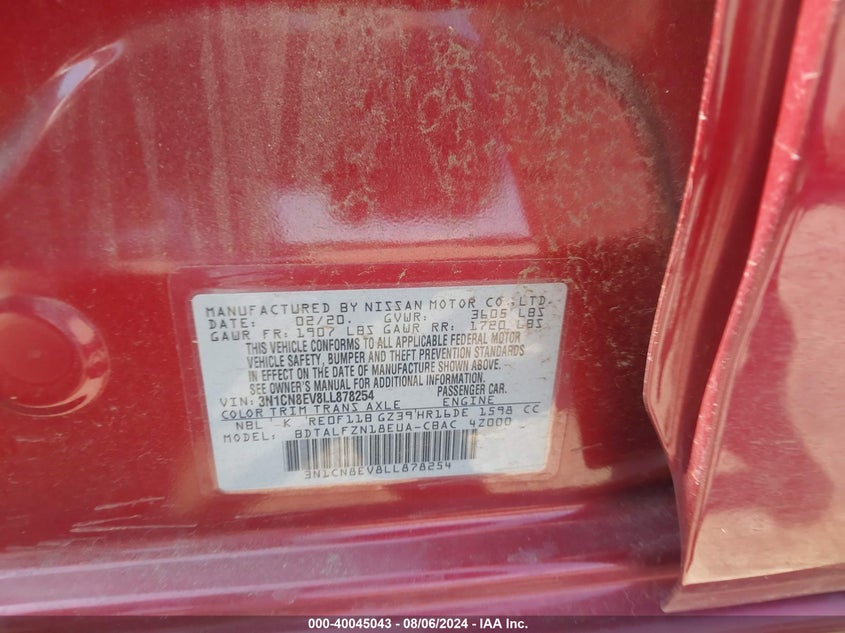 MANUFACTURED BY NISSAN MOTOR CO.,LTD.
DATE: 02/20. GVWR: 3605 LBS
GAWR FR: 1907 LBS GAWR RR: 1720 LBS
THIS VEHICLE CONFORMS TO ALL APPLICABLE FEDERAL MOTOR
VEHICLE SAFETY, BUMPER AND THEFT PREVENTION STANDARDS
IN EFFECT ON THE DATE OF MANUFACTURE SHOWN ABOVE.
SEE OWNER'S MANUAL FOR ADDITIONAL INFORMATION.
VIN: 3N1CN8EV8LL878254 PASSENGER CAR.
COLOR TRIM TRANS AXLE ENGINE
NBL K RE0F11B GZ39 HR16DE 1598 CC
MODEL: BDTALFZN18EUA-CBAC 4Z000
3N1CN8EV8LL878254
000-40045043 - 08/06/2024 - IAA Inc.